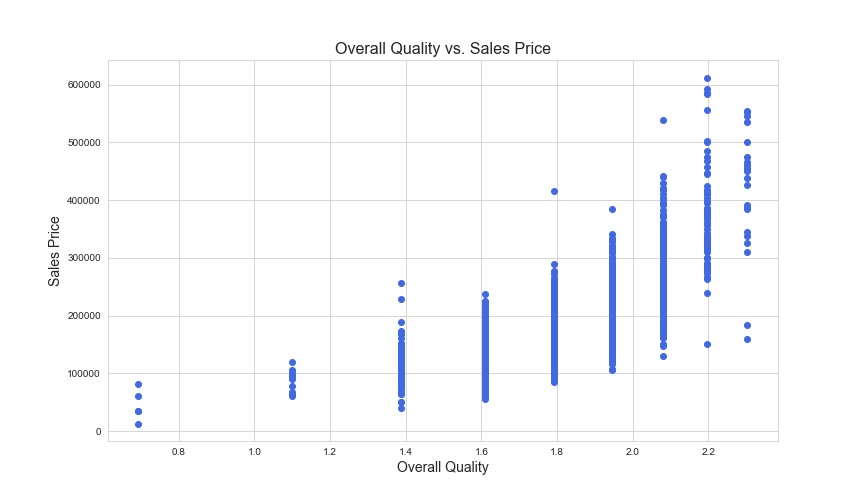 Overall Quality vs. Sales Price
600000
500000
400000
300000
200000
100000
0
Sales Price
0.8 1.0 1.2 1.4 1.6 1.8 2.0 2.2
Overall Quality